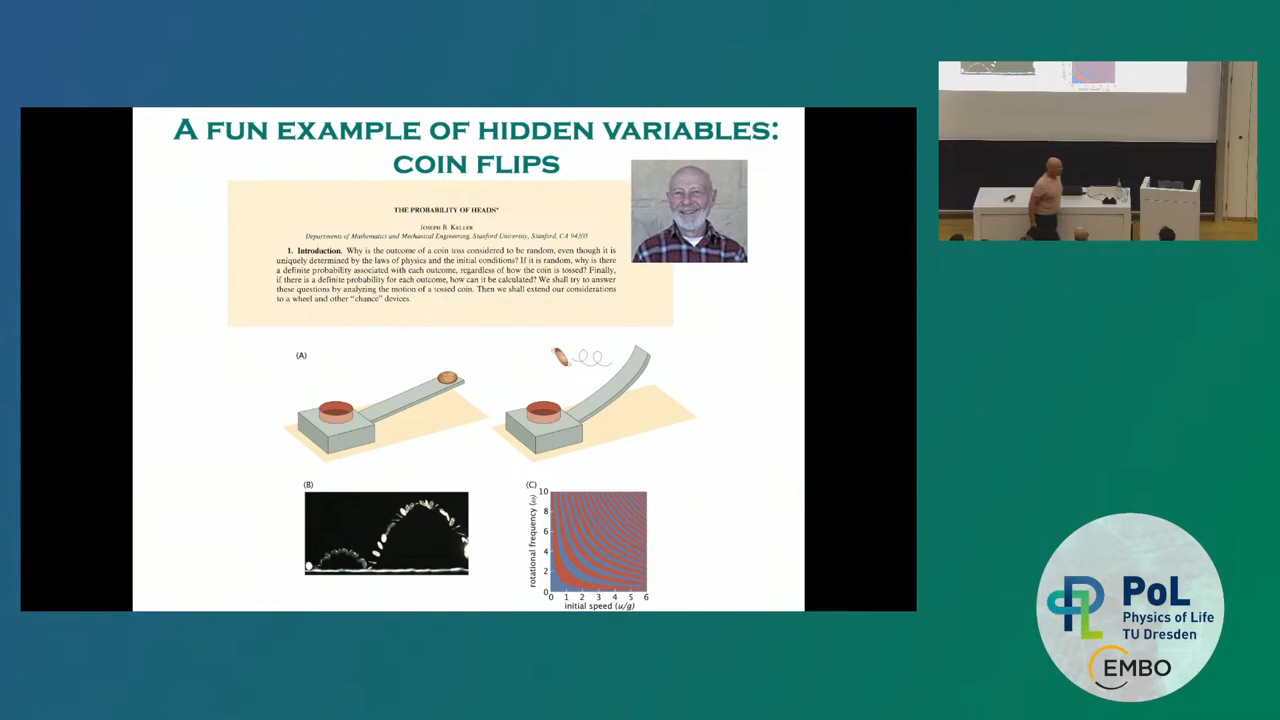 A FUN EXAMPLE OF HIDDEN VARIABLES:
COIN FLIPS
THE PROBABILITY OF HEADS*
JOSEPH B. KELLER
Departments of Mathematics and Mechanical Engineering, Stanford University, Stanford, CA 94305
1. Introduction. Why is the outcome of a coin toss considered to be random, even though it is
uniquely determined by the laws of physics and the initial conditions? If it is random, why is there
a definite probability associated with each outcome, regardless of how the coin is tossed? Finally,
if there is a definite probability for each outcome, how can it be calculated? We shall try to answer
these questions by analyzing the motion of a tossed coin. Then we shall extend our considerations
to a wheel and other “chance” devices.
(A)
(B)
(C)
10
8
6
4
2
0
rotational frequency (ω)
0 1 2 3 4 5 6
initial speed (u/g)
PoL
Physics of Life
TU Dresden
EMBO